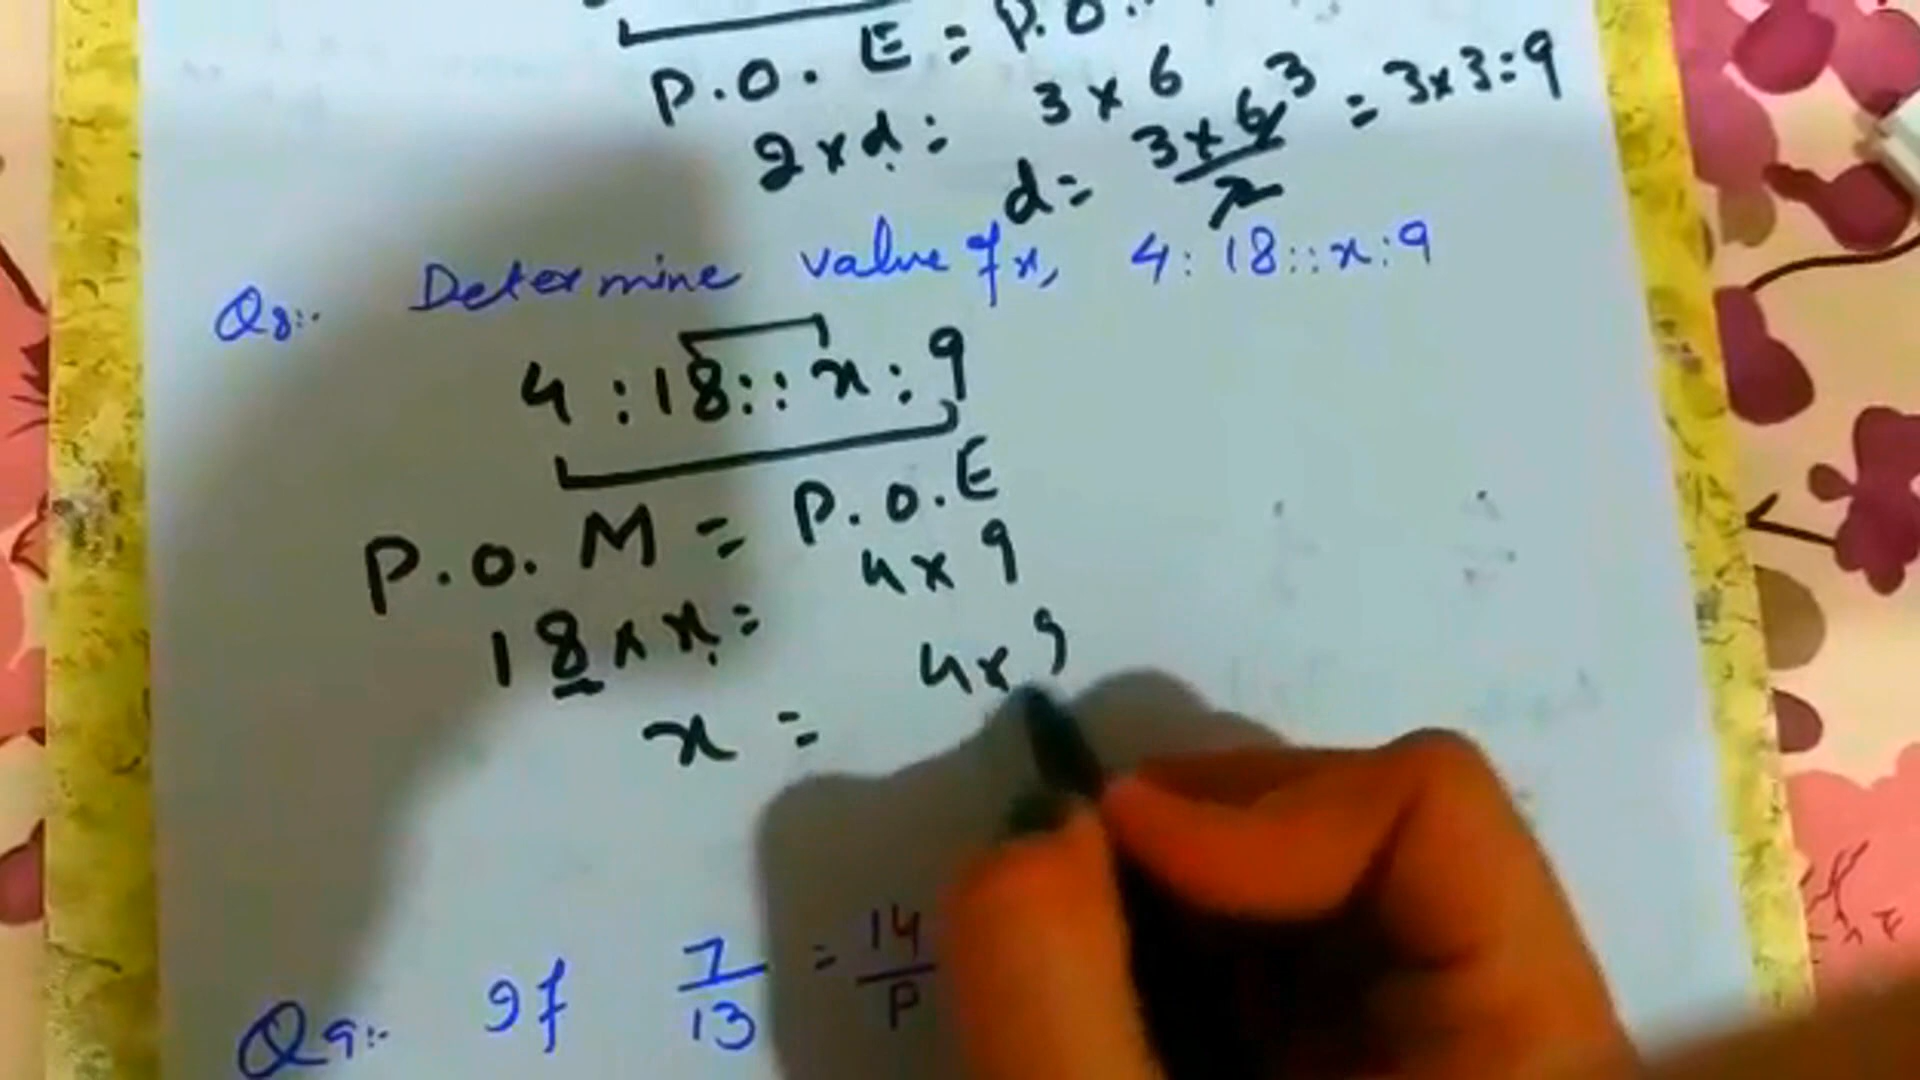 P.O. E = P.O.
2 x d = 3 x 6
d = 3 x 6 3 / 2 = 3x3=9
Q8:- Determine value of x, 4 : 18 :: x : 9
4 : 18 :: x : 9
P.O. M = P.O.E
18 x x = 4 x 9
x = 4 x 9
Q9:- If 7/13 = 14/P